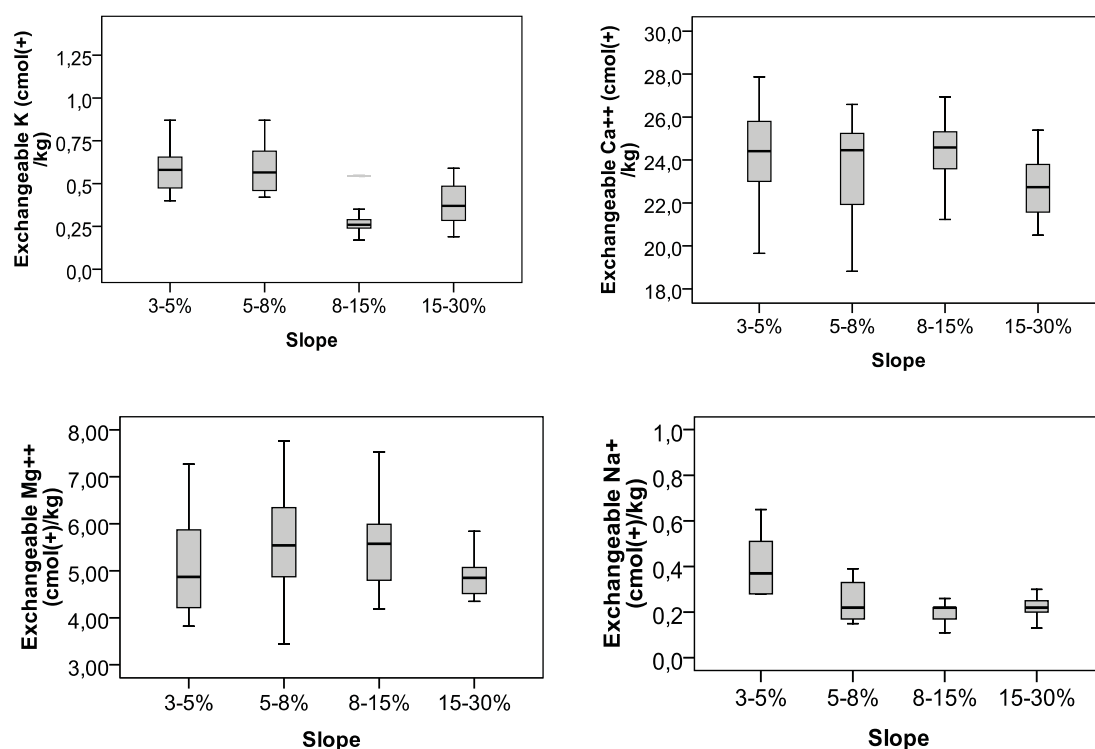 Exchangeable K (cmol(+)
/kg)
1,25
1,0
0,75
0,5
0,25
0,0
3-5% 5-8% 8-15% 15-30%
Slope
Exchangeable Ca++ (cmol(+)
/kg)
30,0
28,0
26,0
24,0
22,0
20,0
18,0
3-5% 5-8% 8-15% 15-30%
Slope
Exchangeable Mg++
(cmol(+)/kg)
8,00
7,00
6,00
5,00
4,00
3,00
3-5% 5-8% 8-15% 15-30%
Slope
Exchangeable Na+
(cmol(+)/kg)
1,0
0,8
0,6
0,4
0,2
0,0
3-5% 5-8% 8-15% 15-30%
Slope